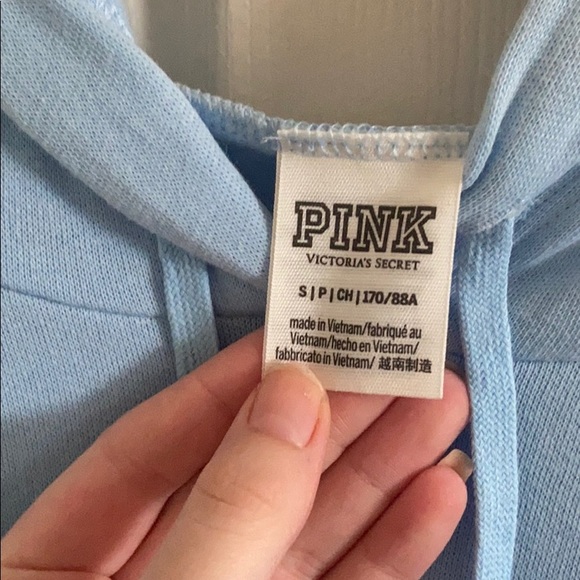 PINK
VICTORIA'S SECRET
S|P|CH|170/88A
made in Vietnam/fabriqué au
Vietnam/hecho en Vietnam/
fabbricato in Vietnam/ 越南制造